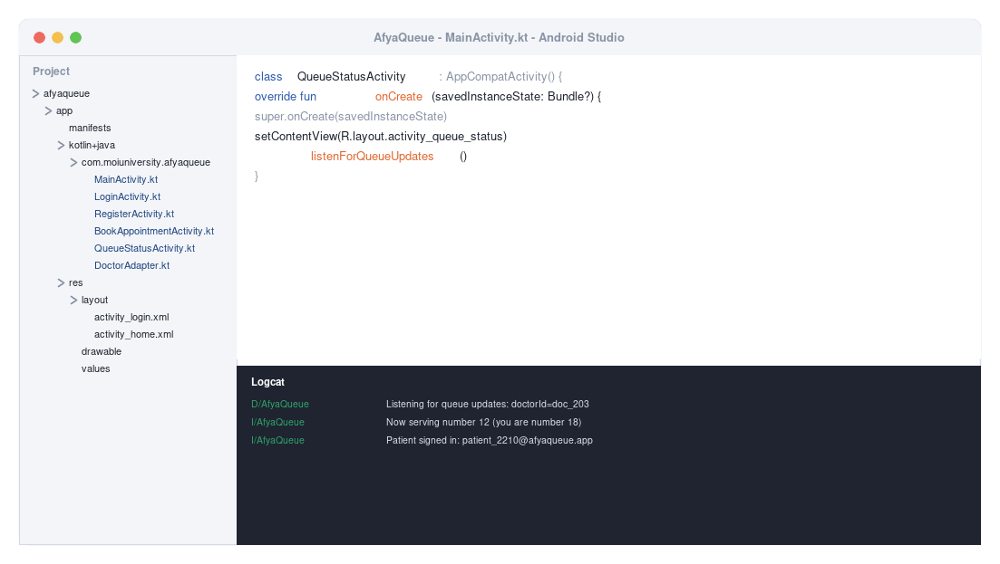 AfyaQueue - MainActivity.kt - Android Studio
Project
afyaqueue
app
manifests
kotlin+java
com.moiuniversity.afyaqueue
MainActivity.kt
LoginActivity.kt
RegisterActivity.kt
BookAppointmentActivity.kt
QueueStatusActivity.kt
DoctorAdapter.kt
res
layout
activity_login.xml
activity_home.xml
drawable
values
class QueueStatusActivity : AppCompatActivity() {
override fun onCreate (savedInstanceState: Bundle?) {
super.onCreate(savedInstanceState)
setContentView(R.layout.activity_queue_status)
listenForQueueUpdates ()
}
Logcat
D/AfyaQueue Listening for queue updates: doctorId=doc_203
I/AfyaQueue Now serving number 12 (you are number 18)
I/AfyaQueue Patient signed in: patient_2210@afyaqueue.app